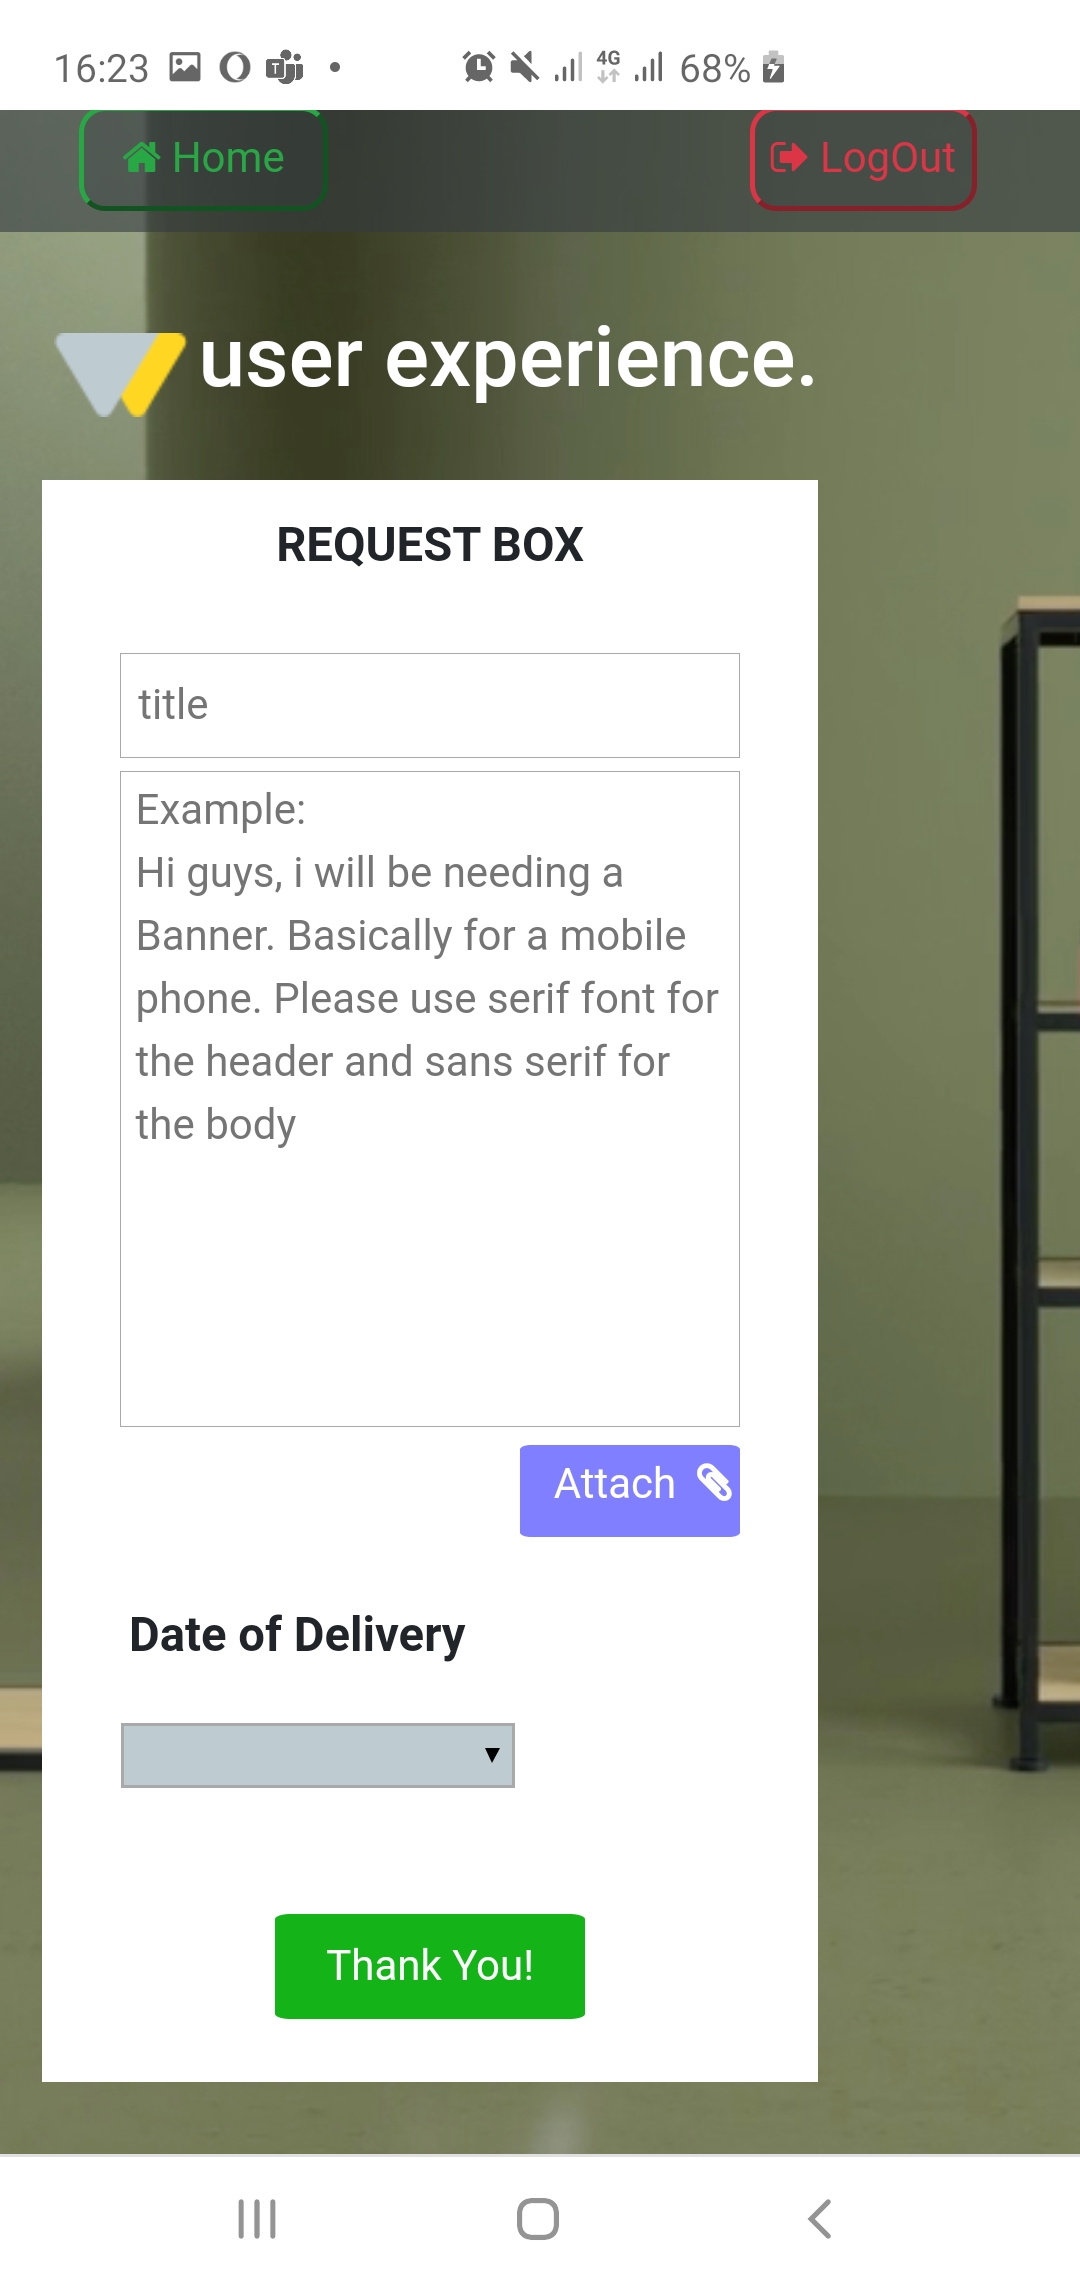 16:23 4G 68%
Home LogOut
user experience.
REQUEST BOX
title
Example:
Hi guys, i will be needing a
Banner. Basically for a mobile
phone. Please use serif font for
the header and sans serif for
the body
Attach
Date of Delivery
Thank You!